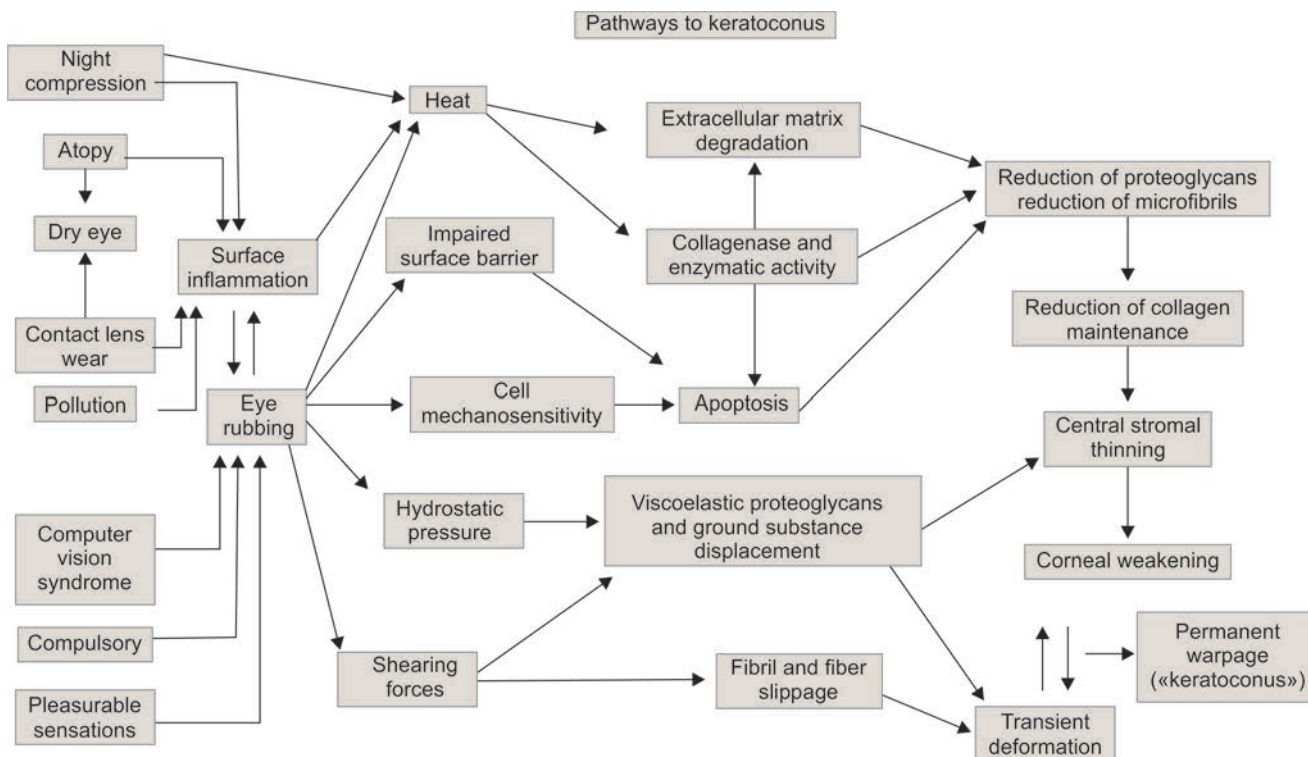 Pathways to keratoconus
Night
compression
Heat
Extracellular matrix
degradation
Atopy
Reduction of proteoglycans
reduction of microfibrils
Dry eye
Surface
inflammation
Impaired
surface barrier
Collagenase and
enzymatic activity
Contact lens
wear
Reduction of collagen
maintenance
Pollution
Eye
rubbing
Cell
mechanosensitivity
Apoptosis
Central stromal
thinning
Computer
vision
syndrome
Hydrostatic
pressure
Viscoelastic proteoglycans
and ground substance
displacement
Corneal weakening
Compulsory
Shearing
forces
Fibril and fiber
slippage
Permanent
warpage
(«keratoconus»)
Pleasurable
sensations
Transient
deformation